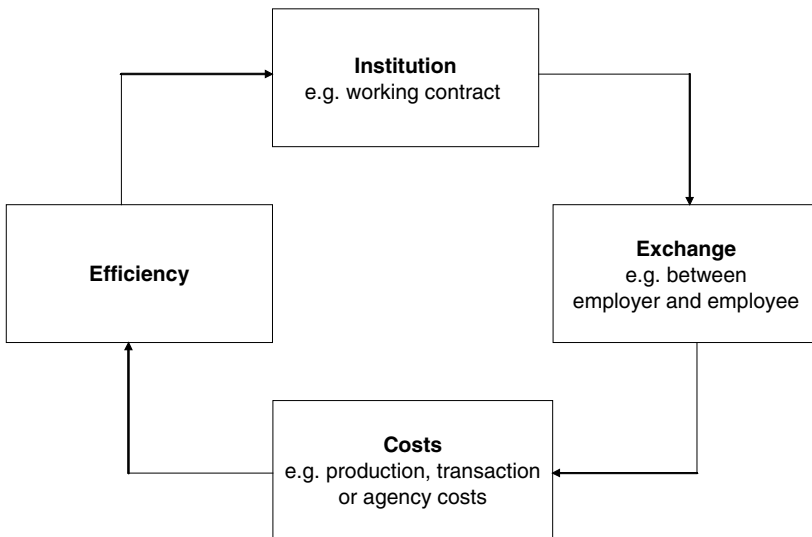 Institution
e.g. working contract
Efficiency
Exchange
e.g. between
employer and employee
Costs
e.g. production, transaction
or agency costs